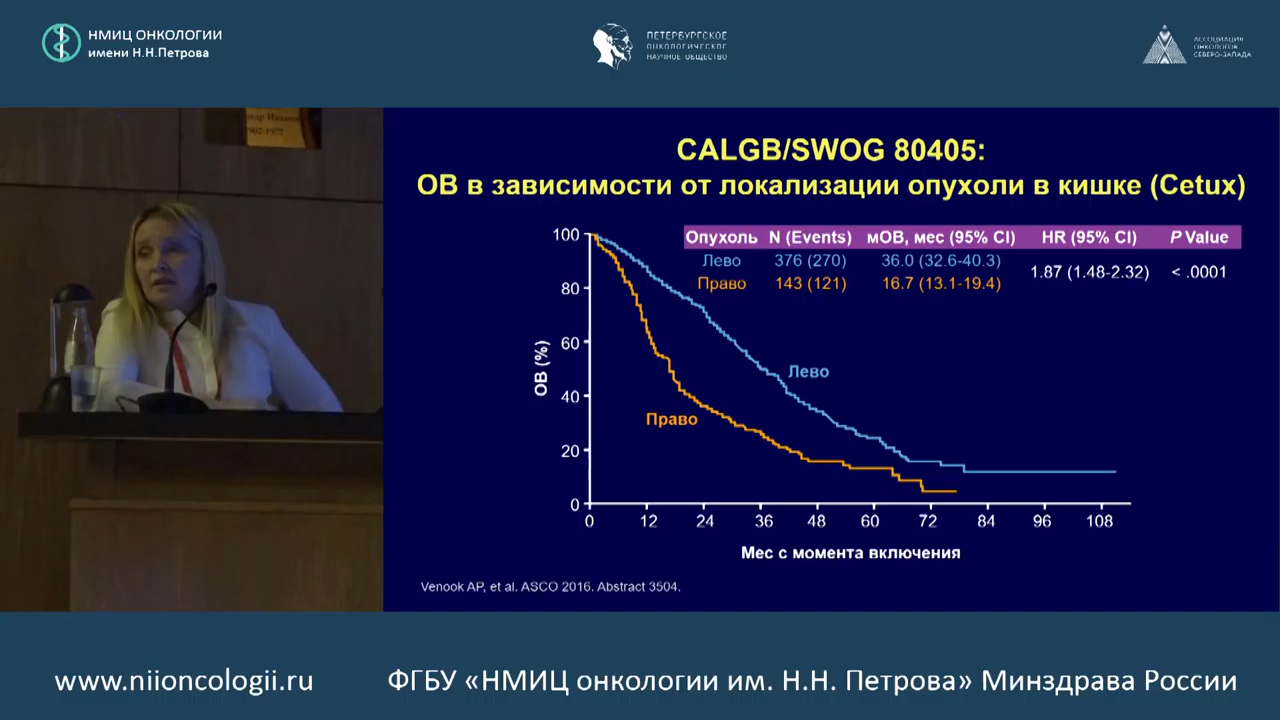 НМИЦ ОНКОЛОГИИ
имени Н.Н.Петрова
ПЕТЕРБУРГСКОЕ
ОНКОЛОГИЧЕСКОЕ
НАУЧНОЕ ОБЩЕСТВО
АССОЦИАЦИЯ
ОНКОЛОГОВ
СЕВЕРО-ЗАПАДА
1902-1977
CALGB/SWOG 80405:
ОВ в зависимости от локализации опухоли в кишке (Cetux)
Опухоль N (Events) мОВ, мес (95% CI) HR (95% CI) P Value
Лево 376 (270) 36.0 (32.6-40.3)
1.87 (1.48-2.32) < .0001
Право 143 (121) 16.7 (13.1-19.4)
ОВ (%)
100
80
60
40
20
0
Лево
Право
0 12 24 36 48 60 72 84 96 108
Мес с момента включения
Venook AP, et al. ASCO 2016. Abstract 3504.
www.niioncologii.ru
ФГБУ «НМИЦ онкологии им. Н.Н. Петрова» Минздрава России